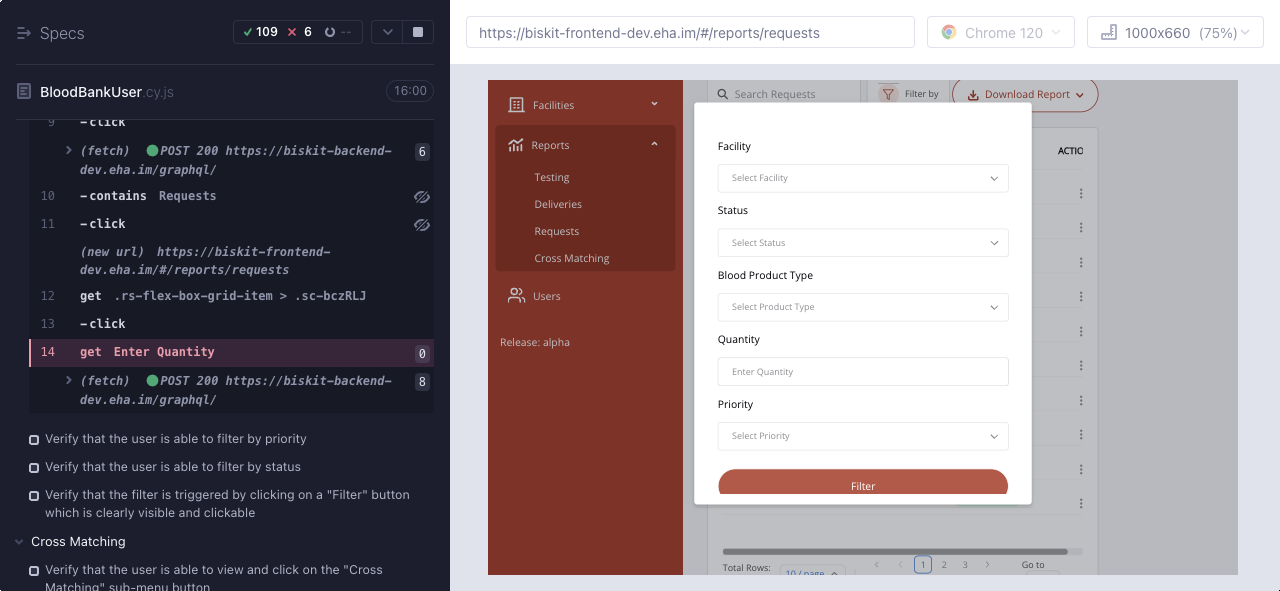 Specs
109
6
--
BloodBankUser.cy.js
16:00
9 -click
(fetch) POST 200 https://biskit-backend-
dev.eha.im/graphql/
6
10 -contains Requests
11 -click
(new url) https://biskit-frontend-
dev.eha.im/#/reports/requests
12 get .rs-flex-box-grid-item > .sc-bczRLJ
13 -click
14 get Enter Quantity 0
(fetch) POST 200 https://biskit-backend-
dev.eha.im/graphql/
8
Verify that the user is able to filter by priority
Verify that the user is able to filter by status
Verify that the filter is triggered by clicking on a "Filter" button
which is clearly visible and clickable
Cross Matching
Verify that the user is able to view and click on the "Cross
Matching" sub-menu button
https://biskit-frontend-dev.eha.im/#/reports/requests
Chrome 120
1000x660 (75%)
Facilities
Reports
Testing
Deliveries
Requests
Cross Matching
Users
Release: alpha
Search Requests
Filter by
Download Report
ACTIO
Facility
Select Facility
Status
Select Status
Blood Product Type
Select Product Type
Quantity
Enter Quantity
Priority
Select Priority
Filter
Total Rows:
10 / page
1 2 3
Go to